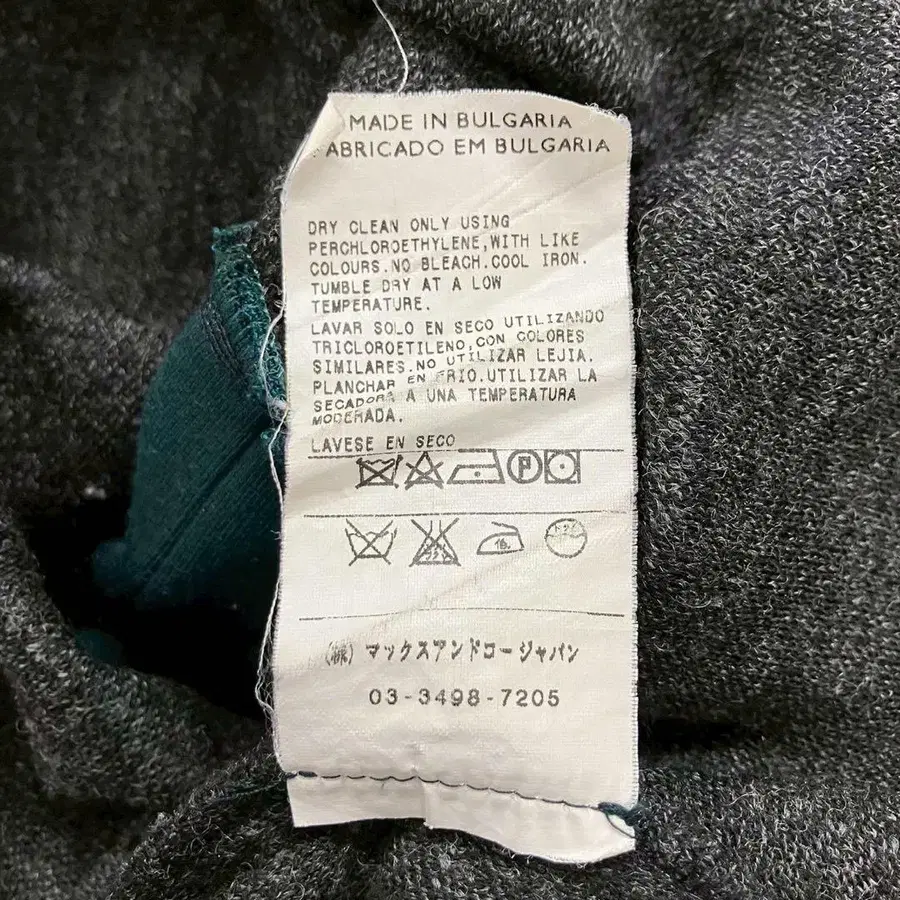 MADE IN BULGARIA
FABRICADO EM BULGARIA
DRY CLEAN ONLY USING
PERCHLOROETHYLENE,WITH LIKE
COLOURS.NO BLEACH.COOL IRON.
TUMBLE DRY AT A LOW
TEMPERATURE.
LAVAR SOLO EN SECO UTILIZANDO
TRICLOROETILENO,CON COLORES
SIMILARES.NO UTILIZAR LEJIA.
PLANCHAR EN FRIO.UTILIZAR LA
SECADORA A UNA TEMPERATURA
MODERADA.
LAVESE EN SECO
P
(株) マックスアンドコージャパン
03-3498-7205